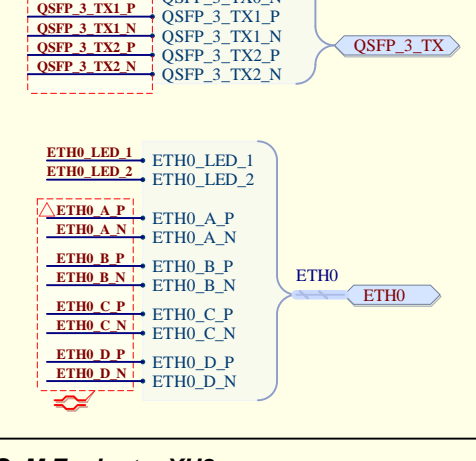 QSFP_3_TX1_P QSFP_3_TX1_P
QSFP_3_TX1_N QSFP_3_TX1_N
QSFP_3_TX2_P QSFP_3_TX2_P
QSFP_3_TX2_N QSFP_3_TX2_N
QSFP_3_TX
ETH0_LED_1 ETH0_LED_1
ETH0_LED_2 ETH0_LED_2
ETH0_A_P ETH0_A_P
ETH0_A_N ETH0_A_N
ETH0_B_P ETH0_B_P
ETH0_B_N ETH0_B_N
ETH0
ETH0
ETH0_C_P ETH0_C_P
ETH0_C_N ETH0_C_N
ETH0_D_P ETH0_D_P
ETH0_D_N ETH0_D_N